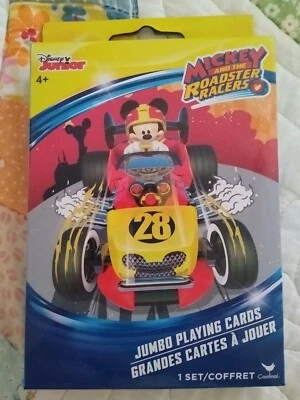 Disney
Junior
4+
MICKEY
AND THE
ROADSTER
RACERS
28
JUMBO PLAYING CARDS
GRANDES CARTES À JOUER
1 SET/COFFRET
Cardinal